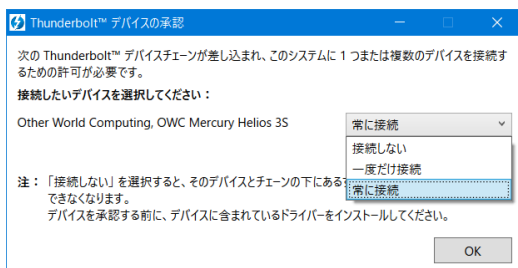 Thunderbolt™ デバイスの承認
次の Thunderbolt™ デバイスチェーンが差し込まれ、このシステムに 1 つまたは複数のデバイスを接続す
るための許可が必要です。
接続したいデバイスを選択してください：
Other World Computing, OWC Mercury Helios 3S
常に接続
接続しない
一度だけ接続
常に接続
注： 「接続しない」を選択すると、そのデバイスとチェーンの下にある
できなくなります。
デバイスを承認する前に、デバイスに含まれているドライバーをインストールしてください。
OK